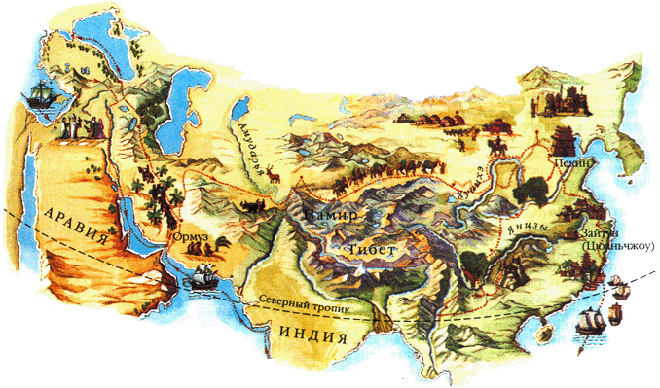 Амударья
Хуанхэ
Пекин
Памир
Янцзы
АРАВИЯ
Ормуз
Тибет
Зайтун
(Цюаньчжоу)
Северный тропик
ИНДИЯ